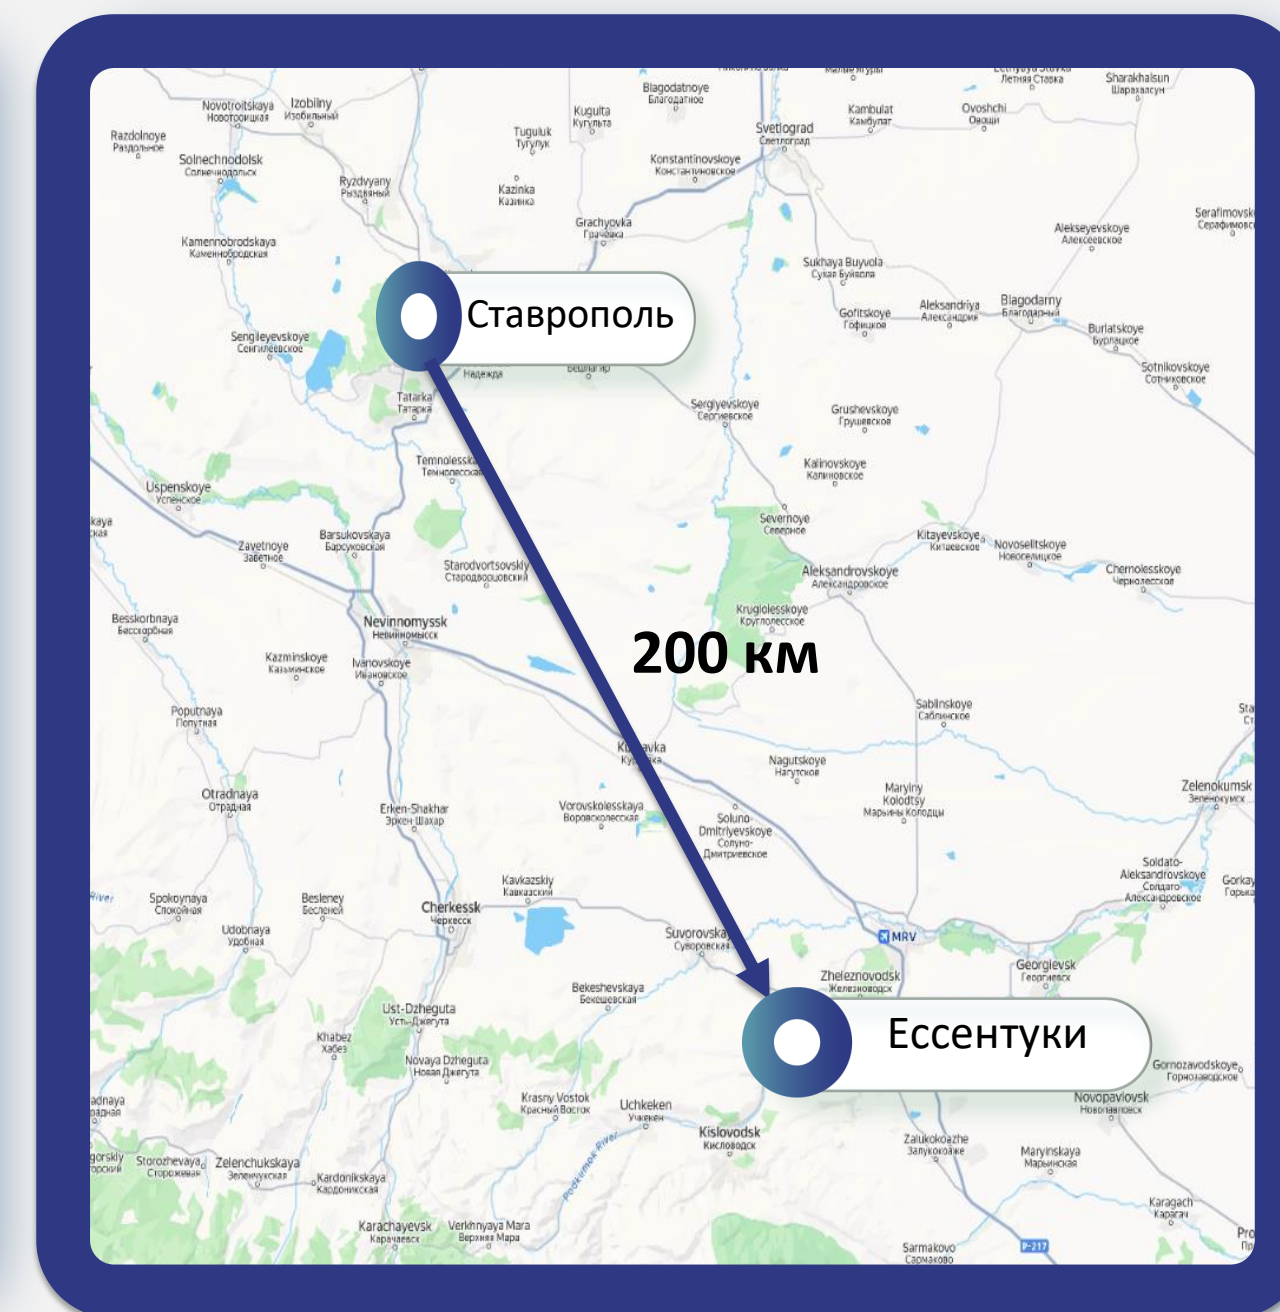 Малые Ягуры
Летняя Ставка
Sharakhalsun
Шарахалсун
Blagodatnoye
Благодатное
Novotroitskaya
Новотроицкая
Izobilny
Изобильный
Kugulta
Кугульта
Kambulat
Камбулат
Ovoshchi
Овощи
Razdolnoye
Раздольное
Tuguluk
Тугулук
Svetlograd
Светлоград
Solnechnodolsk
Солнечнодольск
Konstantinovskoye
Константиновское
Ryzdvyany
Рыздвяный
Kazinka
Казинка
Grachyovka
Грачёвка
Alekseyevskoye
Алексеевское
Kamennobrodskaya
Каменнобродская
Sukhaya Buyvola
Сухая Буйвола
Ставрополь
Gofitskoye
Гофицкое
Aleksandriya
Александрия
Blagodarny
Благодарный
Sengileyevskoye
Сенгилеевское
Burlatskoye
Бурлацкое
Надежда
Sotnikovskoye
Сотниковское
Tatarka
Татарка
Sergiyevskoye
Сергиевское
Grushevskoye
Грушевское
Kalinovskoye
Калиновское
Uspenskoye
Успенское
Severnoye
Северное
Barsukovskaya
Барсуковская
Zavetnoye
Заветное
Kitayevskoye
Китаевское
Novoselitskoye
Новоселицкое
Starodvortsovskiy
Стародворцовский
Aleksandrovskoye
Александровское
Chernolesskoye
Чернолесское
Besskorbnaya
Бесскорбная
Nevinnomyssk
Невинномысск
Kruglolesskoye
Круглолесское
200 км
Kazminskoye
Казьминское
Ivanovskoye
Ивановское
Poputnaya
Попутная
Sablinskoye
Саблинское
Nagutskoye
Нагутское
Otradnaya
Отрадная
Erken-Shakhar
Эркен-Шахар
Vorovskolesskaya
Воровсколесская
Soluno-
Dmitriyevskoye
Солуно-
Дмитриевское
Maryiny
Kolodtsy
Марьины Колодцы
Zelenokumsk
Зеленокумск
Soldato-
Aleksandrovskoye
Солдато-
Александровское
Kavkazskiy
Кавказский
River
Spokoynaya
Спокойная
Besleney
Бесленей
Cherkessk
Черкесск
Udobnaya
Удобная
Суворовская
MRV
Bekeshevskaya
Бекешевская
Zheleznovodsk
Железноводск
Georgievsk
Георгиевск
Ust-Dzheguta
Усть-Джегута
Ессентуки
Khabez
Хабез
Novaya Dzheguta
Новая Джегута
Gornozavodskoye
Горнозаводское
Krasny Vostok
Красный Восток
Uchkeken
Учкекен
Novopavlovsk
Новопавловск
Kislovodsk
Кисловодск
Podkumok River
Zalukokoazhe
Залукокоаже
Maryinskaya
Марьинская
Storozhevaya
Сторожевая
Zelenchukskaya
Зеленчукская
Kardonikskaya
Кардоникская
Karagach
Карагач
Karachayevsk
Карачаевск
Verkhnyaya Mara
Верхняя Мара
Sarmakovo
Сармаково
Р-217